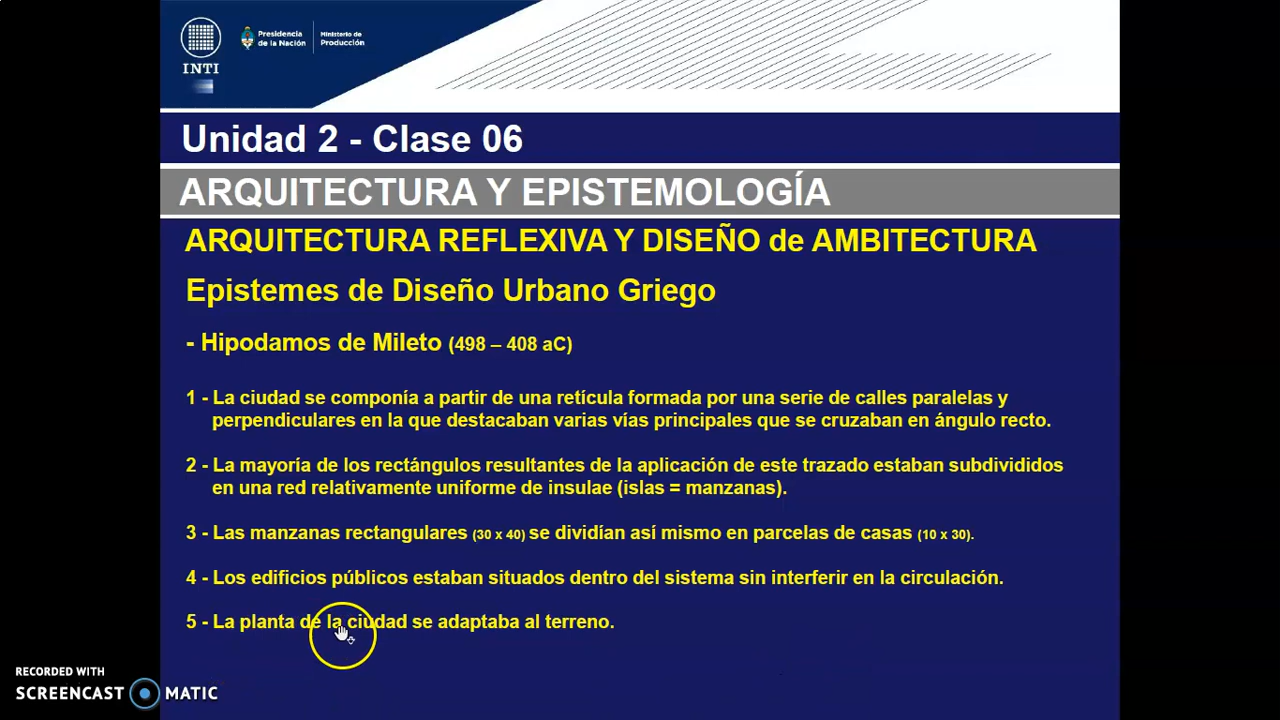 INTI
Presidencia
de la Nación
Ministerio de
Producción
Unidad 2 - Clase 06
ARQUITECTURA Y EPISTEMOLOGÍA
ARQUITECTURA REFLEXIVA Y DISEÑO de AMBITECTURA
Epistemes de Diseño Urbano Griego
- Hipodamos de Mileto (498 – 408 aC)
1 - La ciudad se componía a partir de una retícula formada por una serie de calles paralelas y
perpendiculares en la que destacaban varias vías principales que se cruzaban en ángulo recto.
2 - La mayoría de los rectángulos resultantes de la aplicación de este trazado estaban subdivididos
en una red relativamente uniforme de insulae (islas = manzanas).
3 - Las manzanas rectangulares (30 x 40) se dividían así mismo en parcelas de casas (10 x 30).
4 - Los edificios públicos estaban situados dentro del sistema sin interferir en la circulación.
5 - La planta de la ciudad se adaptaba al terreno.
RECORDED WITH
SCREENCAST MATIC